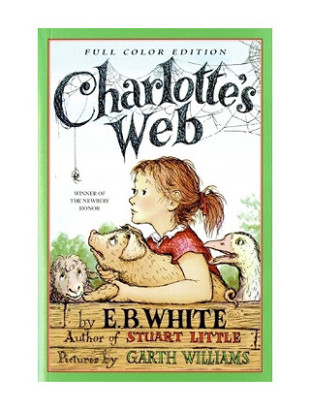 FULL COLOR EDITION
Charlotte's
Web
WINNER OF
THE NEWBERY
HONOR
by E.B. WHITE
Author of STUART LITTLE
Pictures by GARTH WILLIAMS